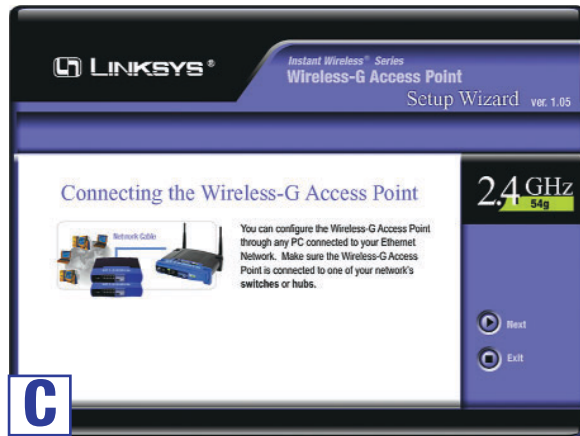 LINKSYS®
Instant Wireless® Series
Wireless-G Access Point
Setup Wizard ver. 1.05
Connecting the Wireless-G Access Point
2.4 GHz
54g
Network Cable
You can configure the Wireless-G Access Point
through any PC connected to your Ethernet
Network. Make sure the Wireless-G Access
Point is connected to one of your network's
switches or hubs.
Next
Exit
C